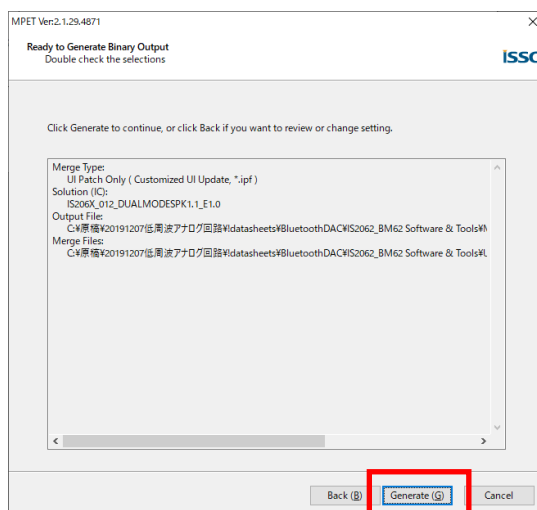 MPET Ver:2.1.29.4871
Ready to Generate Binary Output
Double check the selections
issc
Click Generate to continue, or click Back if you want to review or change setting.
Merge Type:
UI Patch Only ( Customized UI Update, *.ipf )
Solution (IC):
IS206X_012_DUALMODESPK1.1_E1.0
Output File:
C:¥原稿¥20191207低周波アナログ回路¥!datasheets¥BluetoothDAC¥IS2062_BM62 Software & Tools¥
Merge Files:
C:¥原稿¥20191207低周波アナログ回路¥!datasheets¥BluetoothDAC¥IS2062_BM62 Software & Tools¥
Back (B)
Generate (G)
Cancel